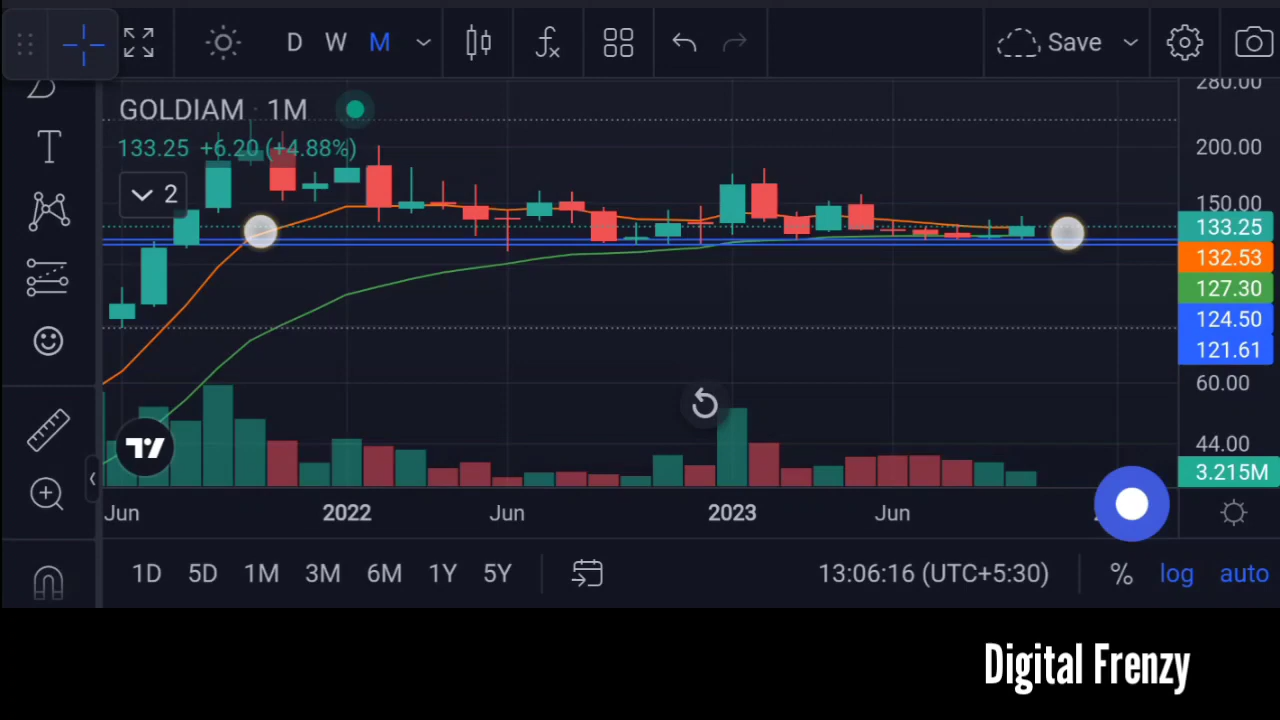 D W M Save
280.00
GOLDIAM · 1M
133.25 +6.20 (+4.88%)
200.00
2
150.00
133.25
132.53
127.30
124.50
121.61
60.00
44.00
3.215M
Jun 2022 Jun 2023 Jun
1D 5D 1M 3M 6M 1Y 5Y 13:06:16 (UTC+5:30) % log auto
Digital Frenzy